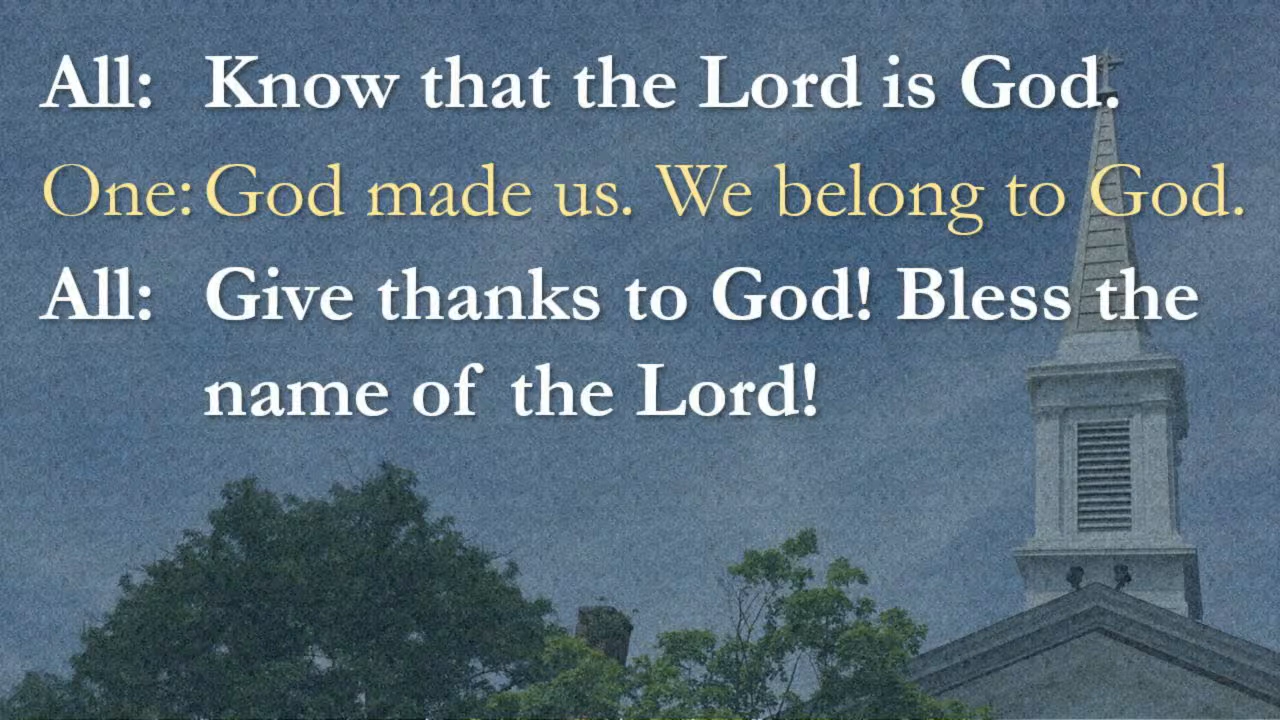 All: Know that the Lord is God.
One: God made us. We belong to God.
All: Give thanks to God! Bless the
name of the Lord!